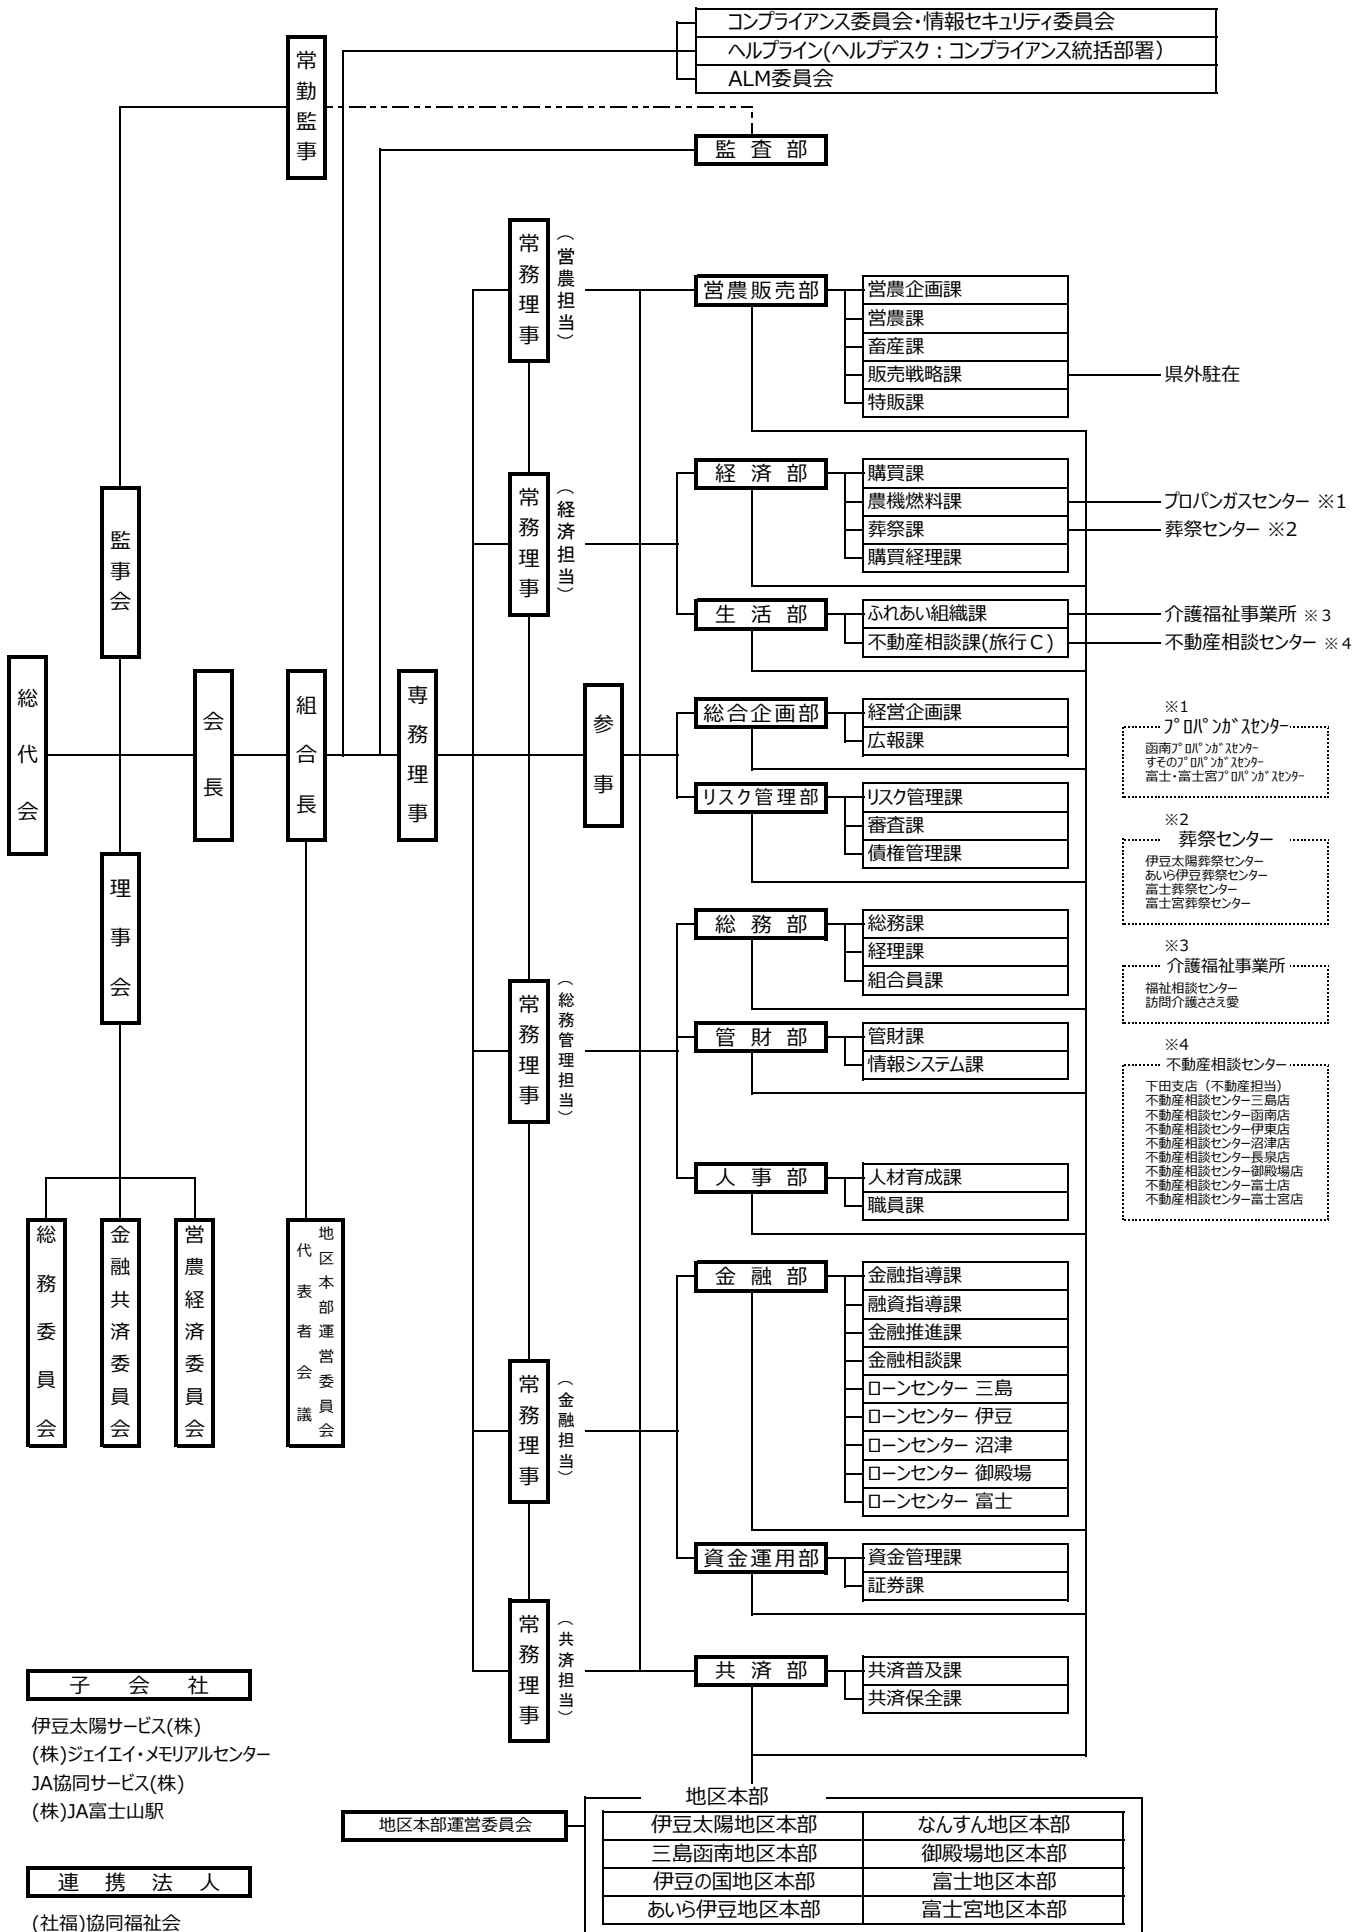 コンプライアンス委員会・情報セキュリティ委員会
ヘルプライン(ヘルプデスク：コンプライアンス統括部署）
ALM委員会
常勤監事
監査部
常務理事
（営農担当）
営農販売部
営農企画課
営農課
畜産課
販売戦略課
県外駐在
特販課
常務理事
（経済担当）
経済部
購買課
農機燃料課
プロパンガスセンター ※1
葬祭課
葬祭センター ※2
購買経理課
生活部
ふれあい組織課
介護福祉事業所 ※3
不動産相談課(旅行Ｃ)
不動産相談センター ※4
監事会
総代会
会長
組合長
専務理事
参事
総合企画部
経営企画課
広報課
リスク管理部
リスク管理課
審査課
債権管理課
理事会
※1
ﾌﾟﾛﾊﾟﾝｶﾞｽｾﾝﾀｰ
函南ﾌﾟﾛﾊﾟﾝｶﾞｽｾﾝﾀｰ
すそのﾌﾟﾛﾊﾟﾝｶﾞｽｾﾝﾀｰ
富士・富士宮ﾌﾟﾛﾊﾟﾝｶﾞｽｾﾝﾀｰ
※2
葬祭センター
伊豆太陽葬祭センター
あいら伊豆葬祭センター
富士葬祭センター
富士宮葬祭センター
※3
介護福祉事業所
福祉相談センター
訪問介護ささえ愛
※4
不動産相談センター
下田支店（不動産担当）
不動産相談センター三島店
不動産相談センター函南店
不動産相談センター伊東店
不動産相談センター沼津店
不動産相談センター長泉店
不動産相談センター御殿場店
不動産相談センター富士店
不動産相談センター富士宮店
常務理事
（総務管理担当）
総務部
総務課
経理課
組合員課
管財部
管財課
情報システム課
人事部
人材育成課
職員課
総務委員会
金融共済委員会
営農経済委員会
地区本部運営委員会
代表者会議
常務理事
（金融担当）
金融部
金融指導課
融資指導課
金融推進課
金融相談課
ローンセンター 三島
ローンセンター 伊豆
ローンセンター 沼津
ローンセンター 御殿場
ローンセンター 富士
資金運用部
資金管理課
証券課
常務理事
（共済担当）
共済部
共済普及課
共済保全課
子会社
伊豆太陽サービス(株)
(株)ジェイエイ・メモリアルセンター
JA協同サービス(株)
(株)JA富士山駅
連携法人
(社福)協同福祉会
地区本部運営委員会
地区本部
伊豆太陽地区本部 なんすん地区本部
三島函南地区本部 御殿場地区本部
伊豆の国地区本部 富士地区本部
あいら伊豆地区本部 富士宮地区本部